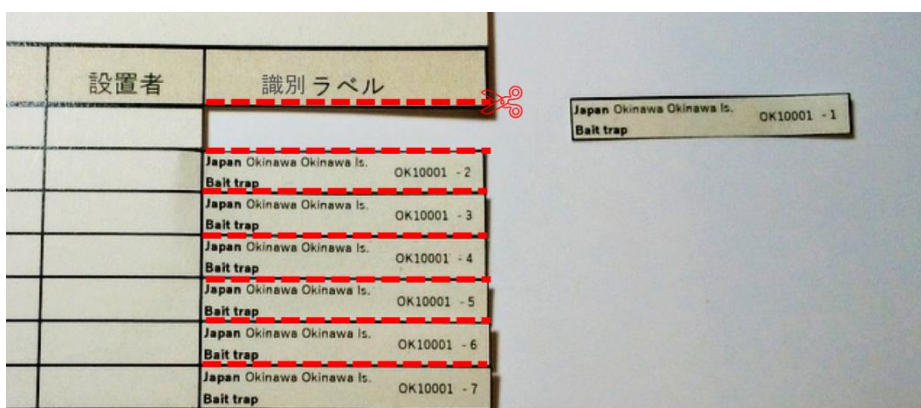 設置者 識別 ラベル
Japan Okinawa Okinawa Is. OK10001 - 1
Bait trap
Japan Okinawa Okinawa Is. OK10001 - 2
Bait trap
Japan Okinawa Okinawa Is. OK10001 - 3
Bait trap
Japan Okinawa Okinawa Is. OK10001 - 4
Bait trap
Japan Okinawa Okinawa Is. OK10001 - 5
Bait trap
Japan Okinawa Okinawa Is. OK10001 - 6
Bait trap
Japan Okinawa Okinawa Is. OK10001 - 7
Bait trap